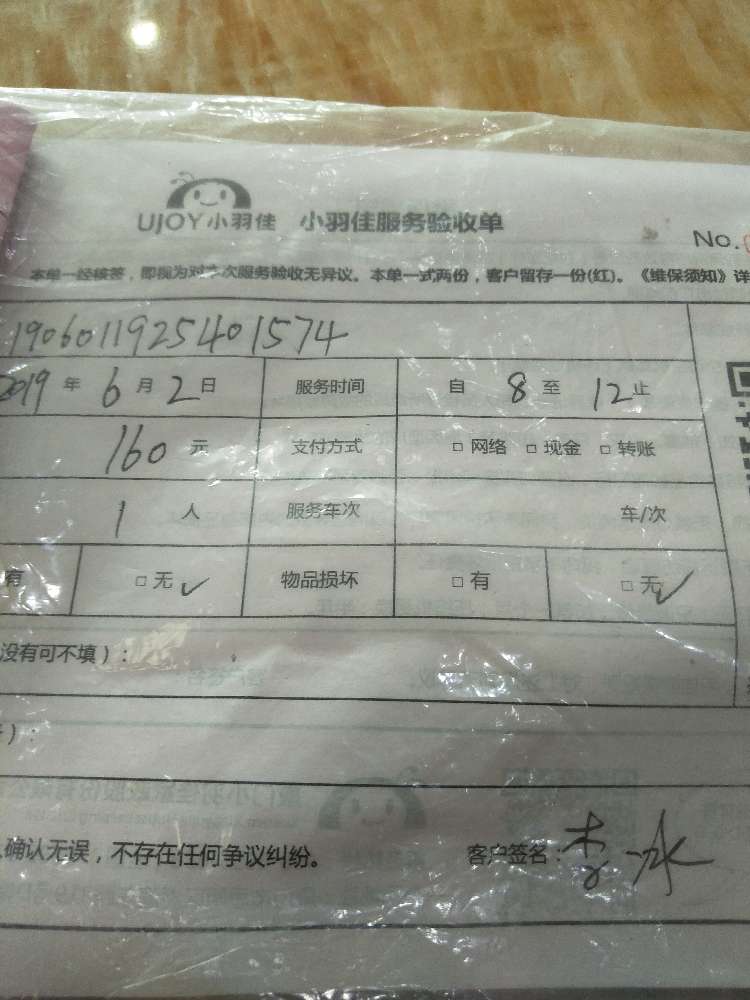 UJOY小羽佳 小羽佳服务验收单
No.
本单一经核签，即视为对本次服务验收无异议。本单一式两份，客户留存一份(红)。《维保须知》详
1906011925401574
2019 年 6 月 2 日 服务时间 自 8 至 12 止
160 元 支付方式 □ 网络 □ 现金 □ 转账
1 人 服务车次 车/次
有 □ 无 ✓ 物品损坏 □ 有 □ 无 ✓
没有可不填）：
）：
确认无误，不存在任何争议纠纷。 客户签名：李冰